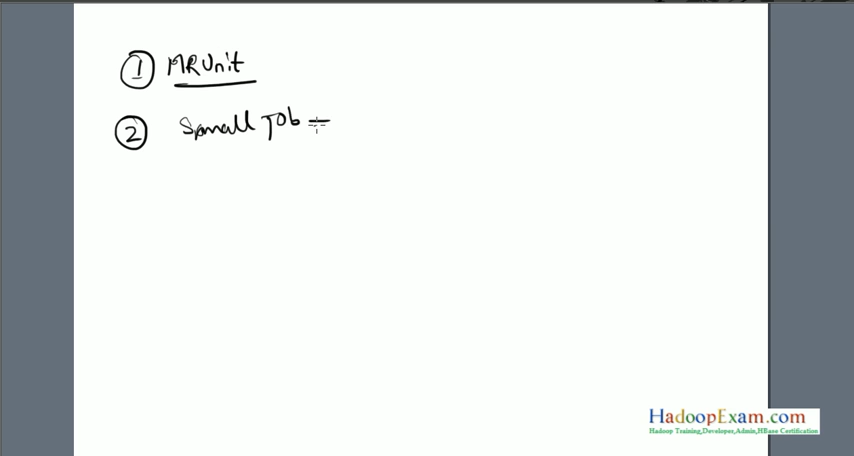 1 MRUnit
2 Small Job =
HadoopExam.com
Hadoop Training,Developer,Admin,HBase Certification